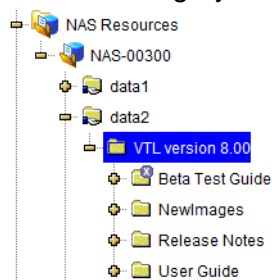 NAS Resources
NAS-00300
data1
data2
VTL version 8.00
Beta Test Guide
NewImages
Release Notes
User Guide